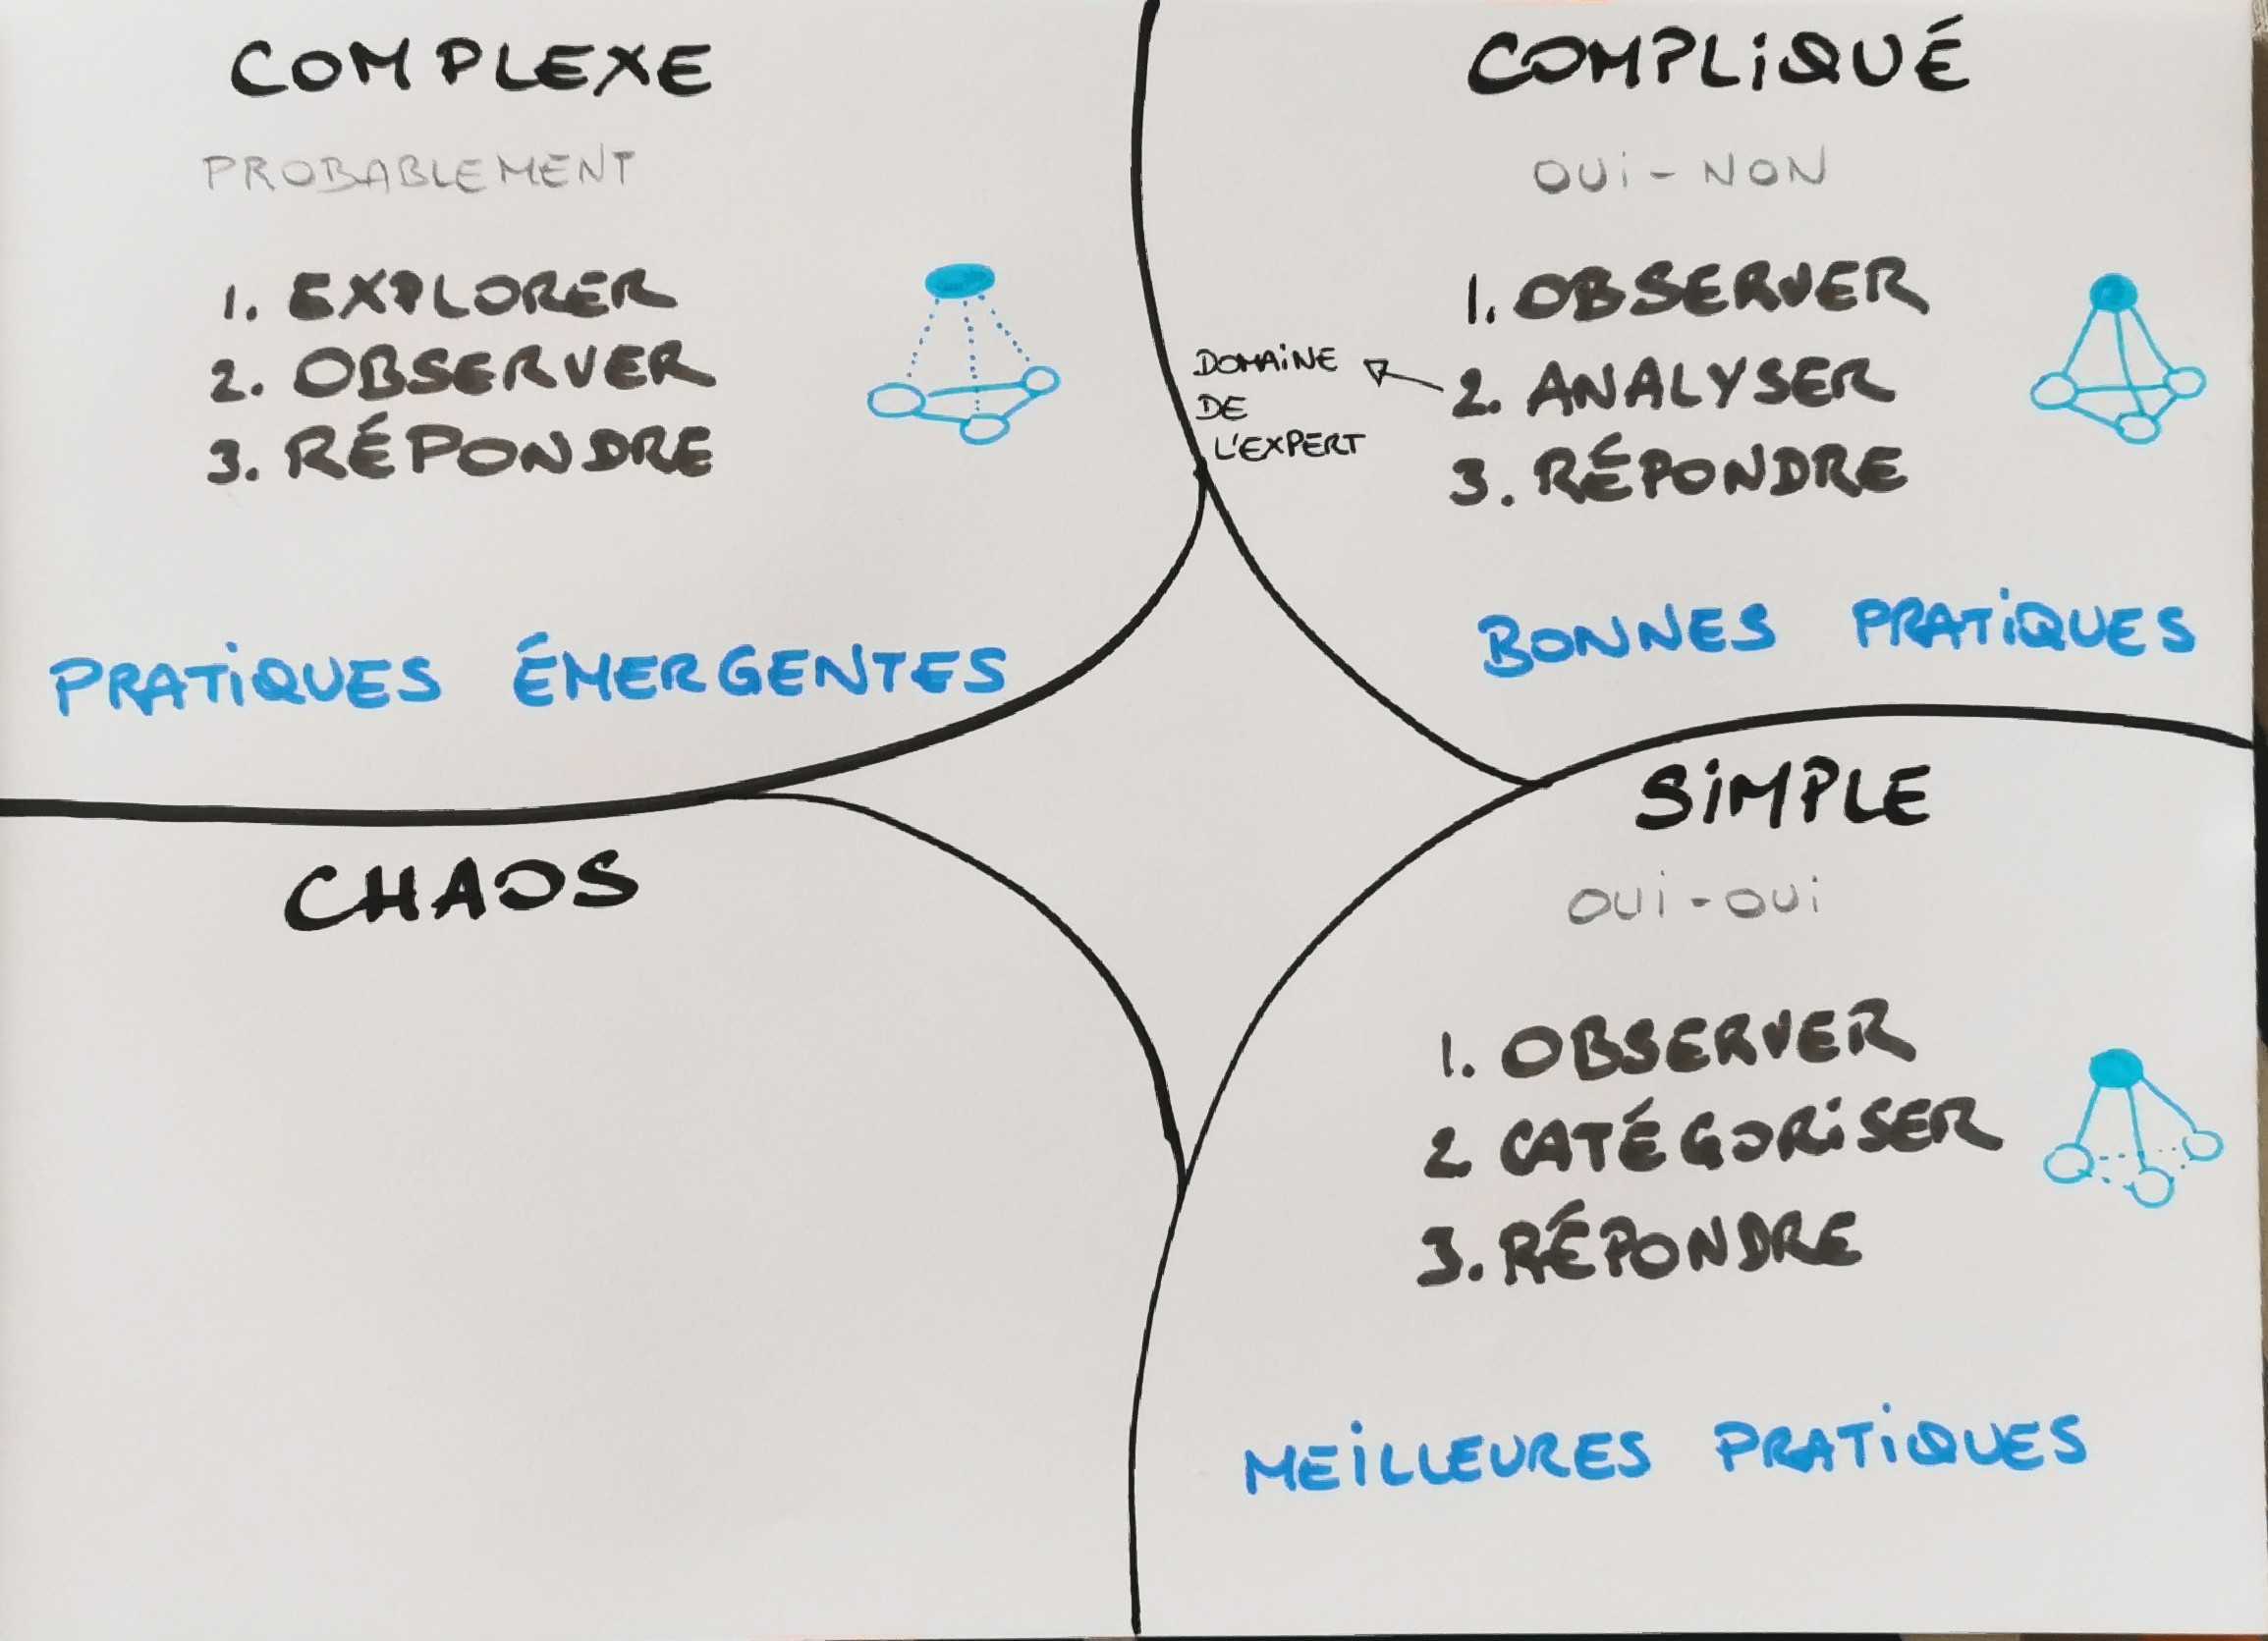 COMPLEXE
PROBABLEMENT
1. EXPLORER
2. OBSERVER
3. RÉPONDRE
PRATiQUES ÉMERGENTES
COMPLiQUÉ
OUi - NON
1. OBSERVER
2. ANALYSER
3. RÉPONDRE
DOMAiNE
DE
L'EXPERT
BONNES PRATiQUES
CHAOS
SiMPLE
OUi - OUi
1. OBSERVER
2. CATÉGORiSER
3. RÉPONDRE
MEiLLEURES PRATiQUES